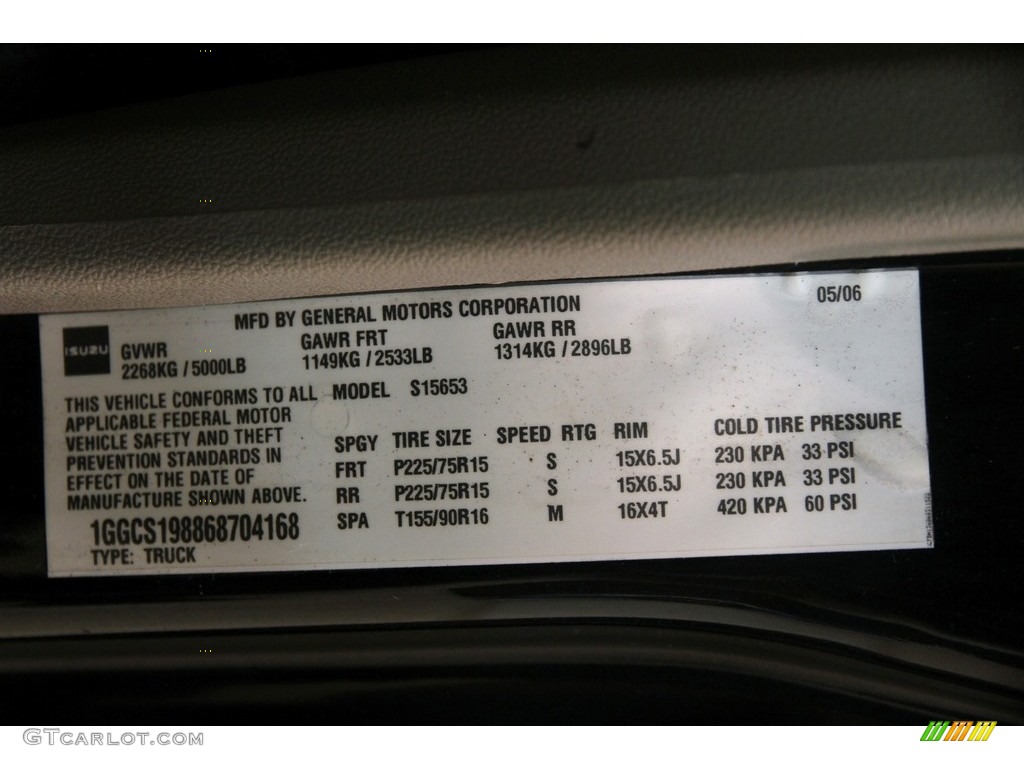 MFD BY GENERAL MOTORS CORPORATION 05/06
ISUZU
GVWR GAWR FRT GAWR RR
2268KG / 5000LB 1149KG / 2533LB 1314KG / 2896LB
THIS VEHICLE CONFORMS TO ALL MODEL S15653
APPLICABLE FEDERAL MOTOR
VEHICLE SAFETY AND THEFT
PREVENTION STANDARDS IN
EFFECT ON THE DATE OF
MANUFACTURE SHOWN ABOVE.
SPGY TIRE SIZE SPEED RTG RIM COLD TIRE PRESSURE
FRT P225/75R15 S 15X6.5J 230 KPA 33 PSI
RR P225/75R15 S 15X6.5J 230 KPA 33 PSI
SPA T155/90R16 M 16X4T 420 KPA 60 PSI
1GGCS198868704168
TYPE: TRUCK
GTCarlot.com